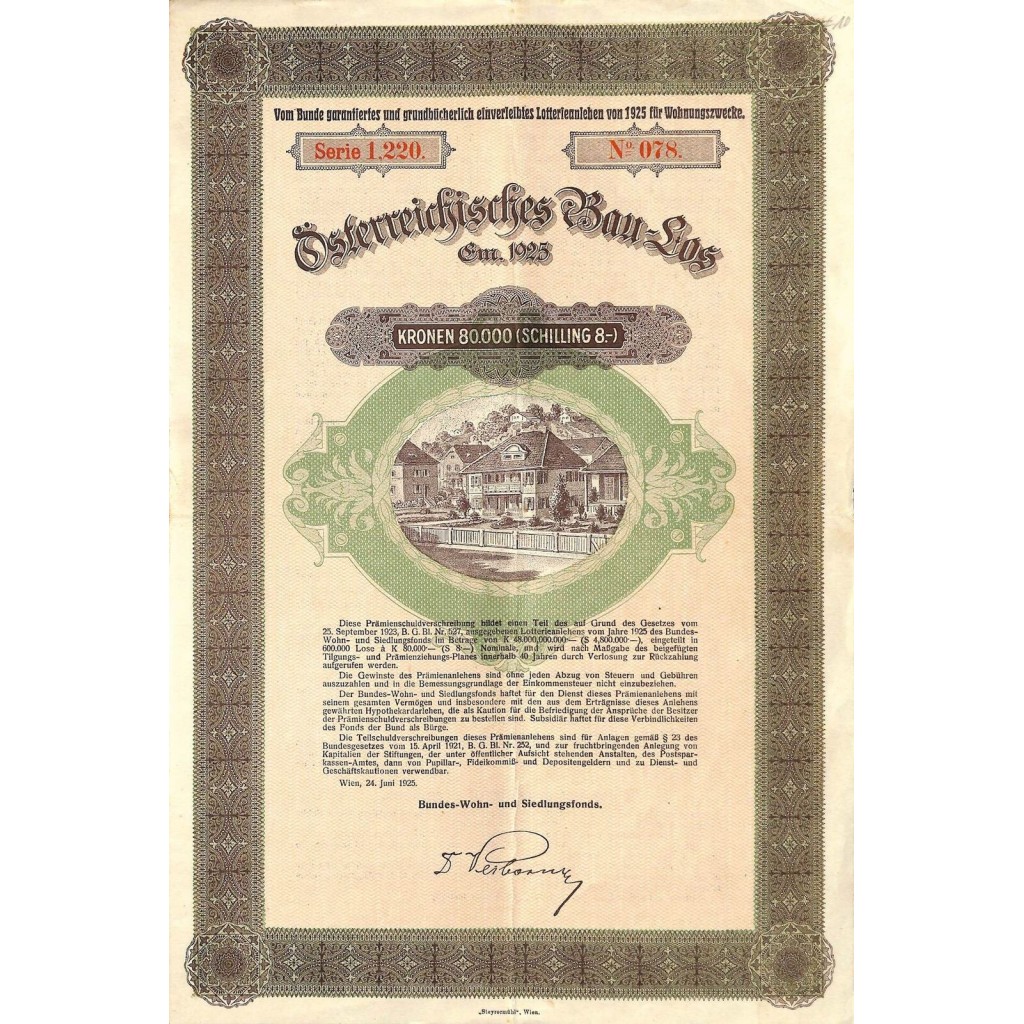 Vom Bunde garantiertes und grundbücherlich einverleibtes Lotterieanlehen von 1925 für Wohnungszwecke.
Serie 1,220.
No 078.
Österreichisches Bau-Los
Em. 1925
KRONEN 80.000 (SCHILLING 8.–)
Diese Prämienschuldverschreibung bildet einen Teil des auf Grund des Gesetzes vom
25. September 1923, B. G. Bl. Nr. 527, ausgegebenen Lotterieanlehens vom Jahre 1925 des Bundes-
Wohn- und Siedlungsfonds im Betrage von K 48.000,000.000·— (S 4,800.000·—), eingeteilt in
600.000 Lose à K 80.000·— (S 8·—) Nominale, und wird nach Maßgabe des beigefügten
Tilgungs- und Prämienziehungs-Planes innerhalb 40 Jahren durch Verlosung zur Rückzahlung
aufgerufen werden.
Die Gewinste des Prämienanlehens sind ohne jeden Abzug von Steuern und Gebühren
auszuzahlen und in die Bemessungsgrundlage der Einkommensteuer nicht einzubeziehen.
Der Bundes-Wohn- und Siedlungsfonds haftet für den Dienst dieses Prämienanlehens mit
seinem gesamten Vermögen und insbesondere mit den aus dem Erträgnisse dieses Anlehens
gewährten Hypothekardarlehen, die als Kaution für die Befriedigung der Ansprüche der Besitzer
der Prämienschuldverschreibungen zu bestellen sind. Subsidiär haftet für diese Verbindlichkeiten
des Fonds der Bund als Bürge.
Die Teilschuldverschreibungen dieses Prämienanlehens sind für Anlagen gemäß § 23 des
Bundesgesetzes vom 15. April 1921, B. G. Bl. Nr. 252, und zur fruchtbringenden Anlegung von
Kapitalien der Stiftungen, der unter öffentlicher Aufsicht stehenden Anstalten, des Postspar-
kassen-Amtes, dann von Pupillar-, Fideikommiß- und Depositengeldern und zu Dienst- und
Geschäftskautionen verwendbar.
Wien, 24. Juni 1925.
Bundes-Wohn- und Siedlungsfonds.
„Steyrermühl", Wien.